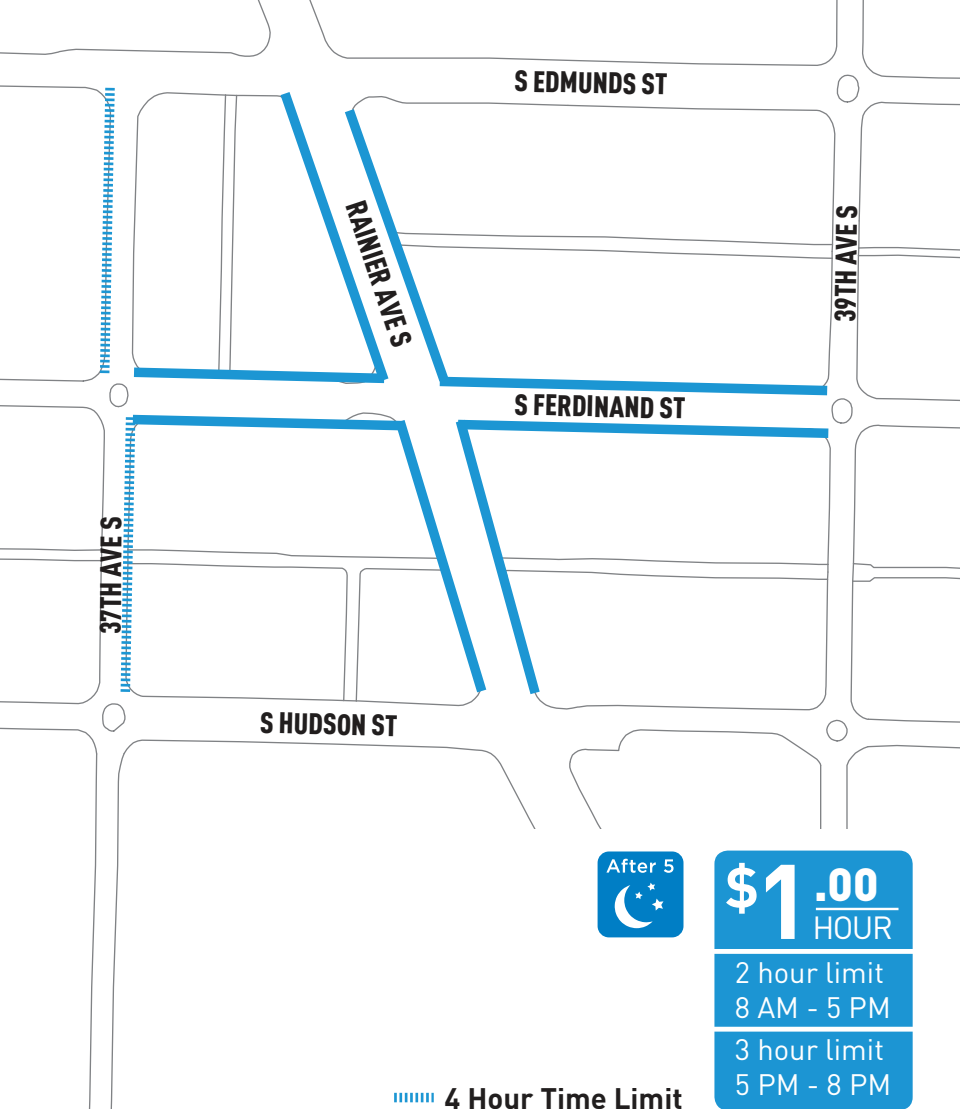 S EDMUNDS ST
RAINIER AVE S
39TH AVE S
S FERDINAND ST
37TH AVE S
S HUDSON ST
After 5
$1.00
HOUR
2 hour limit
8 AM - 5 PM
3 hour limit
5 PM - 8 PM
4 Hour Time Limit